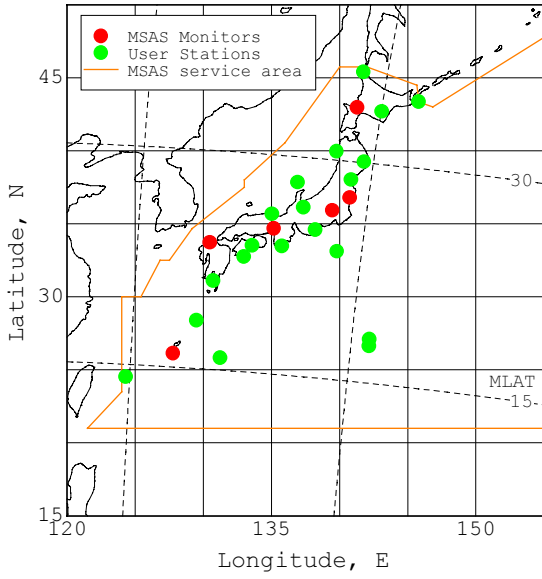 MSAS Monitors
User Stations
MSAS service area
45
30
15
Latitude, N
30
MLAT
15
120
135
150
Longitude, E